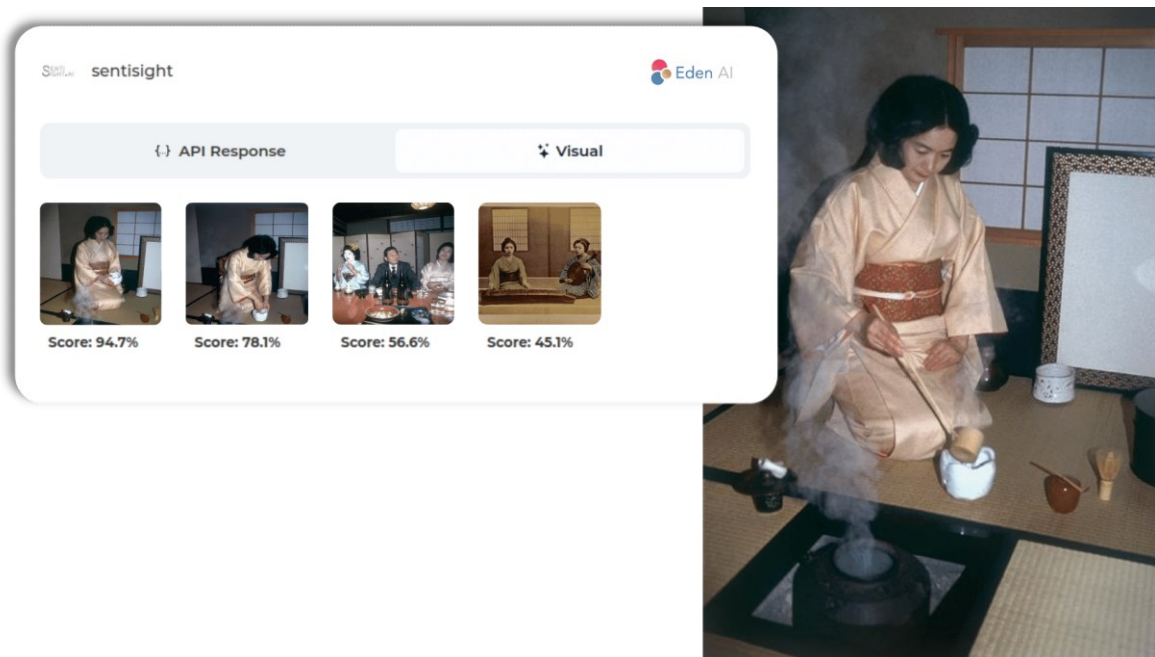 sentisight
Eden AI
{..} API Response
Visual
Score: 94.7%
Score: 78.1%
Score: 56.6%
Score: 45.1%